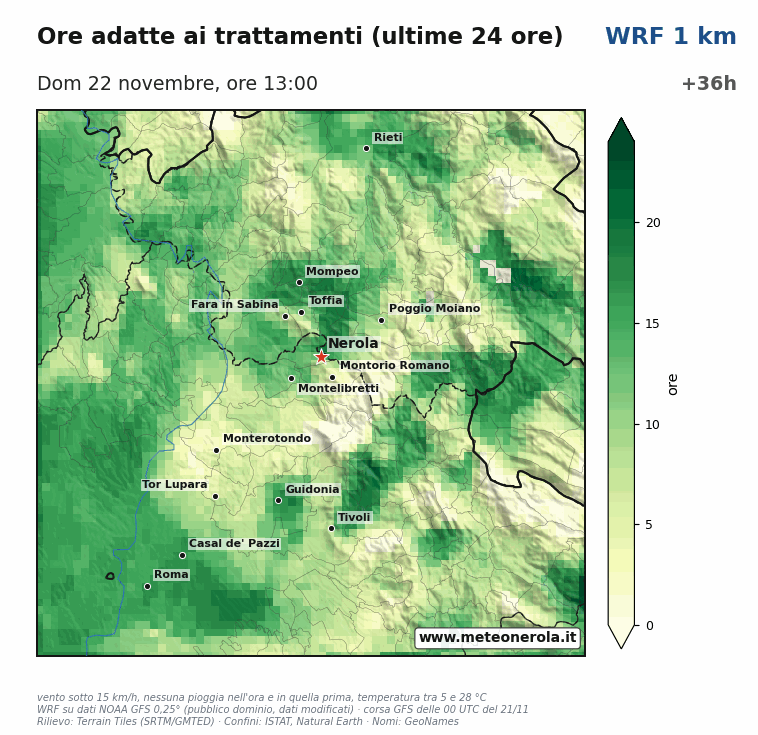 Ore adatte ai trattamenti (ultime 24 ore)
WRF 1 km
Dom 22 novembre, ore 13:00
+36h
Rieti
Mompeo
Fara in Sabina
Toffia
Poggio Moiano
Nerola
Montorio Romano
Montelibretti
Monterotondo
Tor Lupara
Guidonia
Tivoli
Casal de' Pazzi
Roma
www.meteonerola.it
20
15
10
5
0
ore
vento sotto 15 km/h, nessuna pioggia nell'ora e in quella prima, temperatura tra 5 e 28 °C
WRF su dati NOAA GFS 0,25° (pubblico dominio, dati modificati) · corsa GFS delle 00 UTC del 21/11
Rilievo: Terrain Tiles (SRTM/GMTED) · Confini: ISTAT, Natural Earth · Nomi: GeoNames